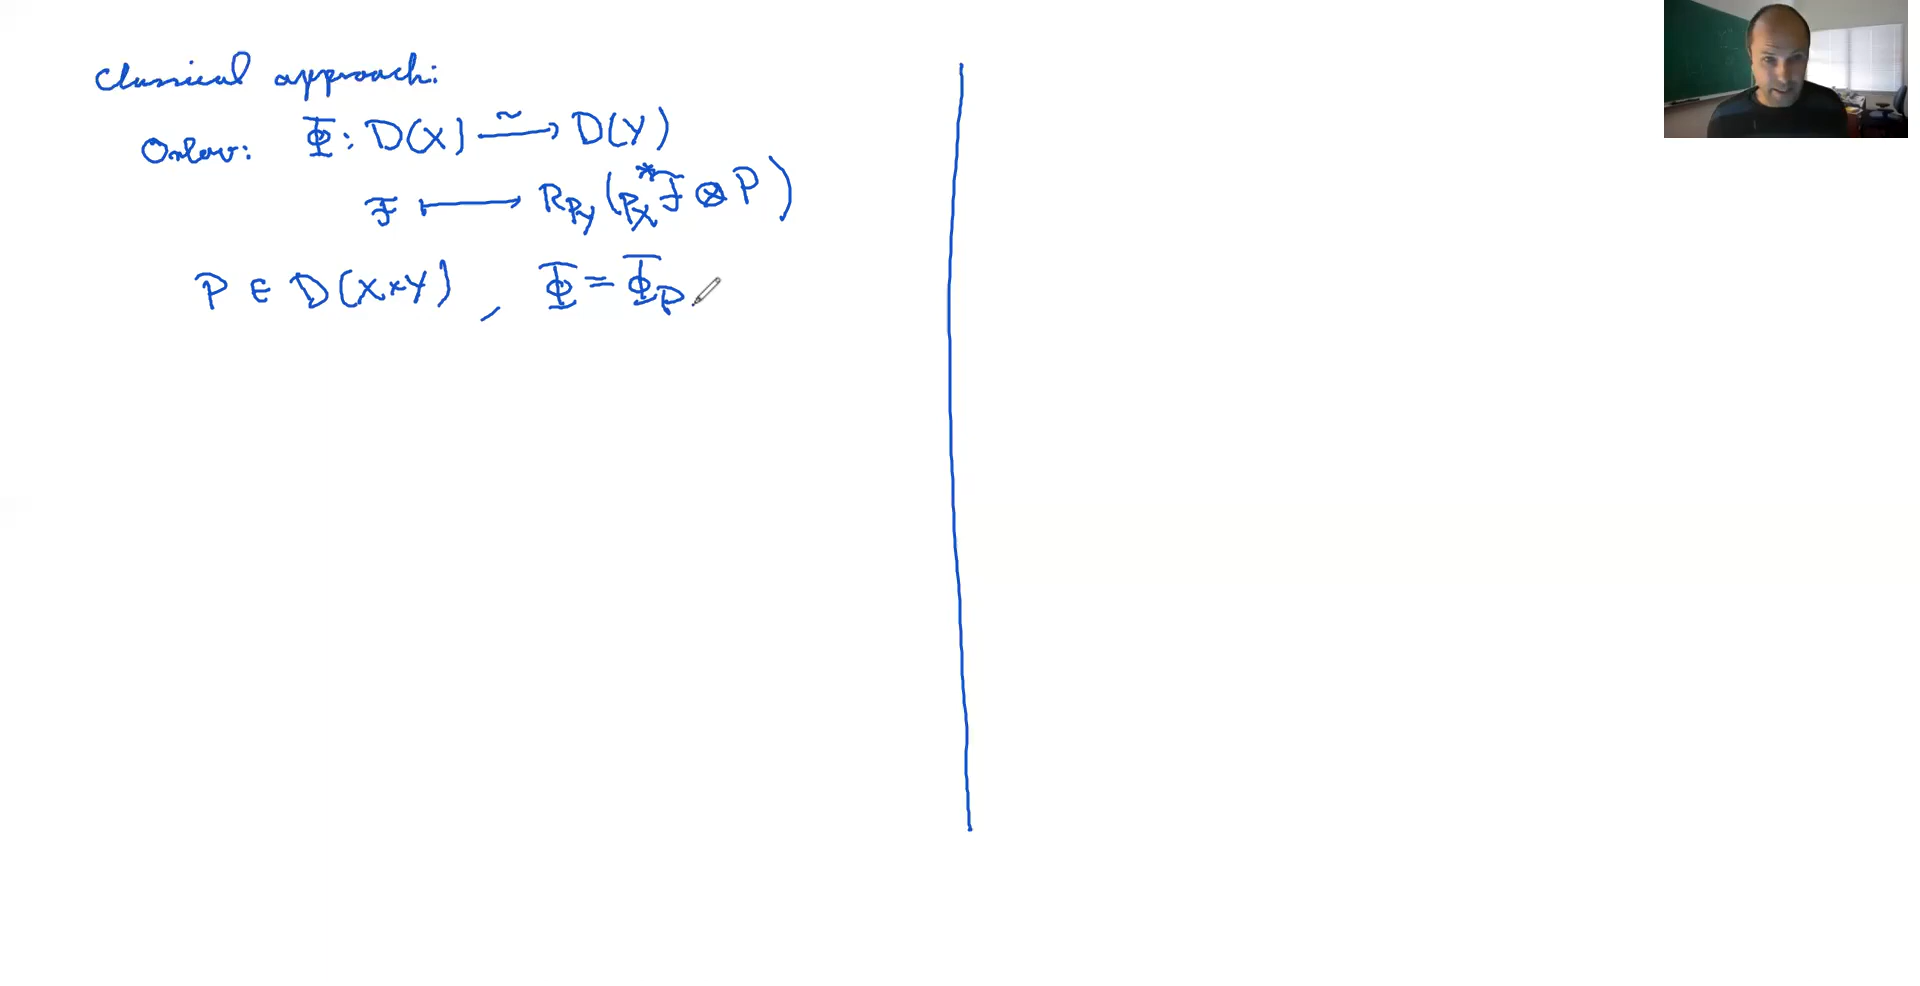 Classical approach:
Orlov: Φ : D(X) ⥲ D(Y)
F ⟼ Rp_Y (p_X^* F ⊗ P)
P ∈ D(X×Y) , Φ = Φ_P